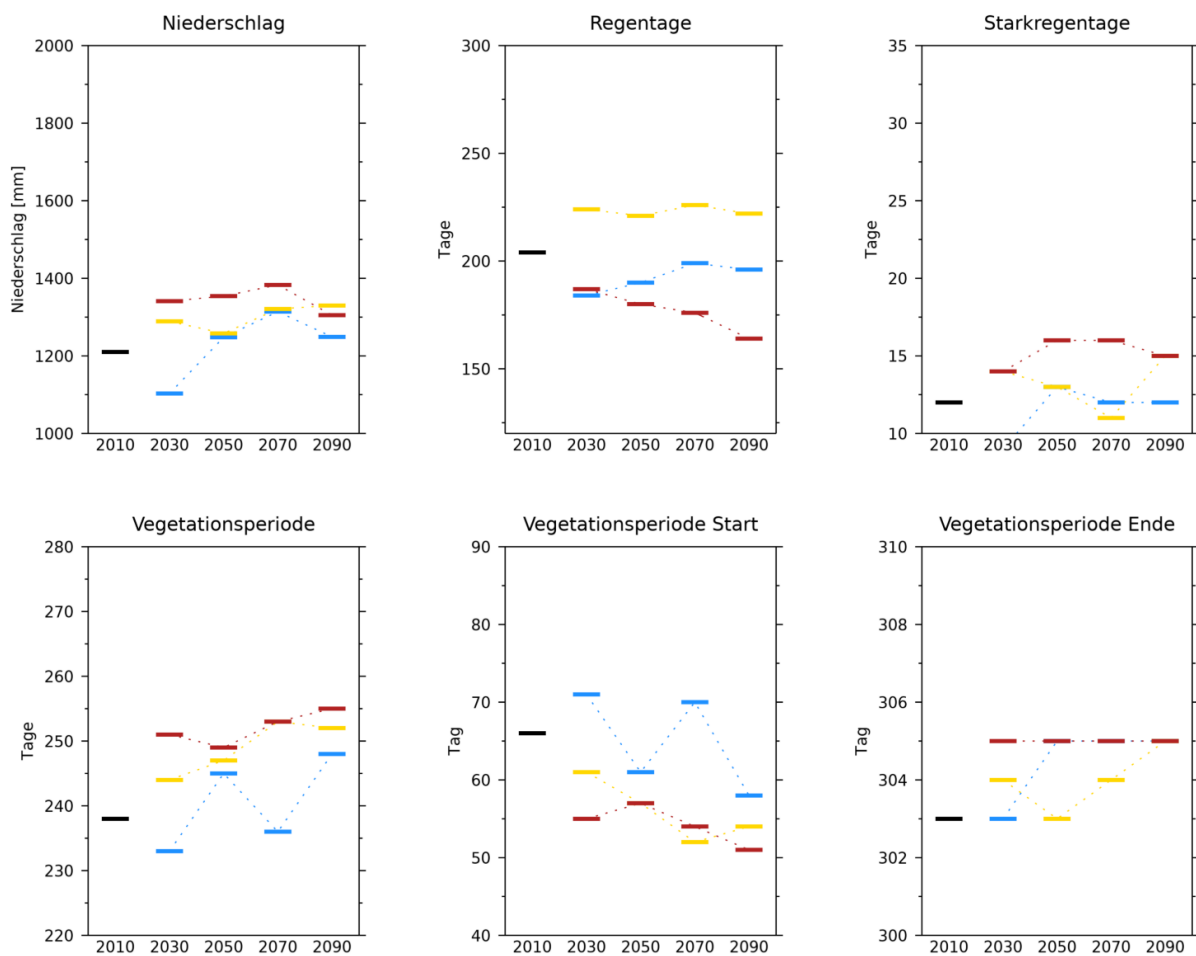 Niederschlag
Regentage
Starkregentage
2000
1800
1600
1400
1200
1000
Niederschlag [mm]
2010 2030 2050 2070 2090
300
250
200
150
Tage
2010 2030 2050 2070 2090
35
30
25
20
15
10
Tage
2010 2030 2050 2070 2090
Vegetationsperiode
Vegetationsperiode Start
Vegetationsperiode Ende
280
270
260
250
240
230
220
Tage
2010 2030 2050 2070 2090
90
80
70
60
50
40
Tag
2010 2030 2050 2070 2090
310
308
306
304
302
300
Tag
2010 2030 2050 2070 2090